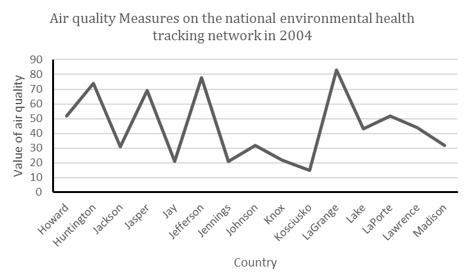 Air quality Measures on the national environmental health
tracking network in 2004
Value of air quality
90
80
70
60
50
40
30
20
10
0
Howard
Huntington
Jackson
Jasper
Jay
Jefferson
Jennings
Johnson
Knox
Kosciusko
LaGrange
Lake
LaPorte
Lawrence
Madison
Country